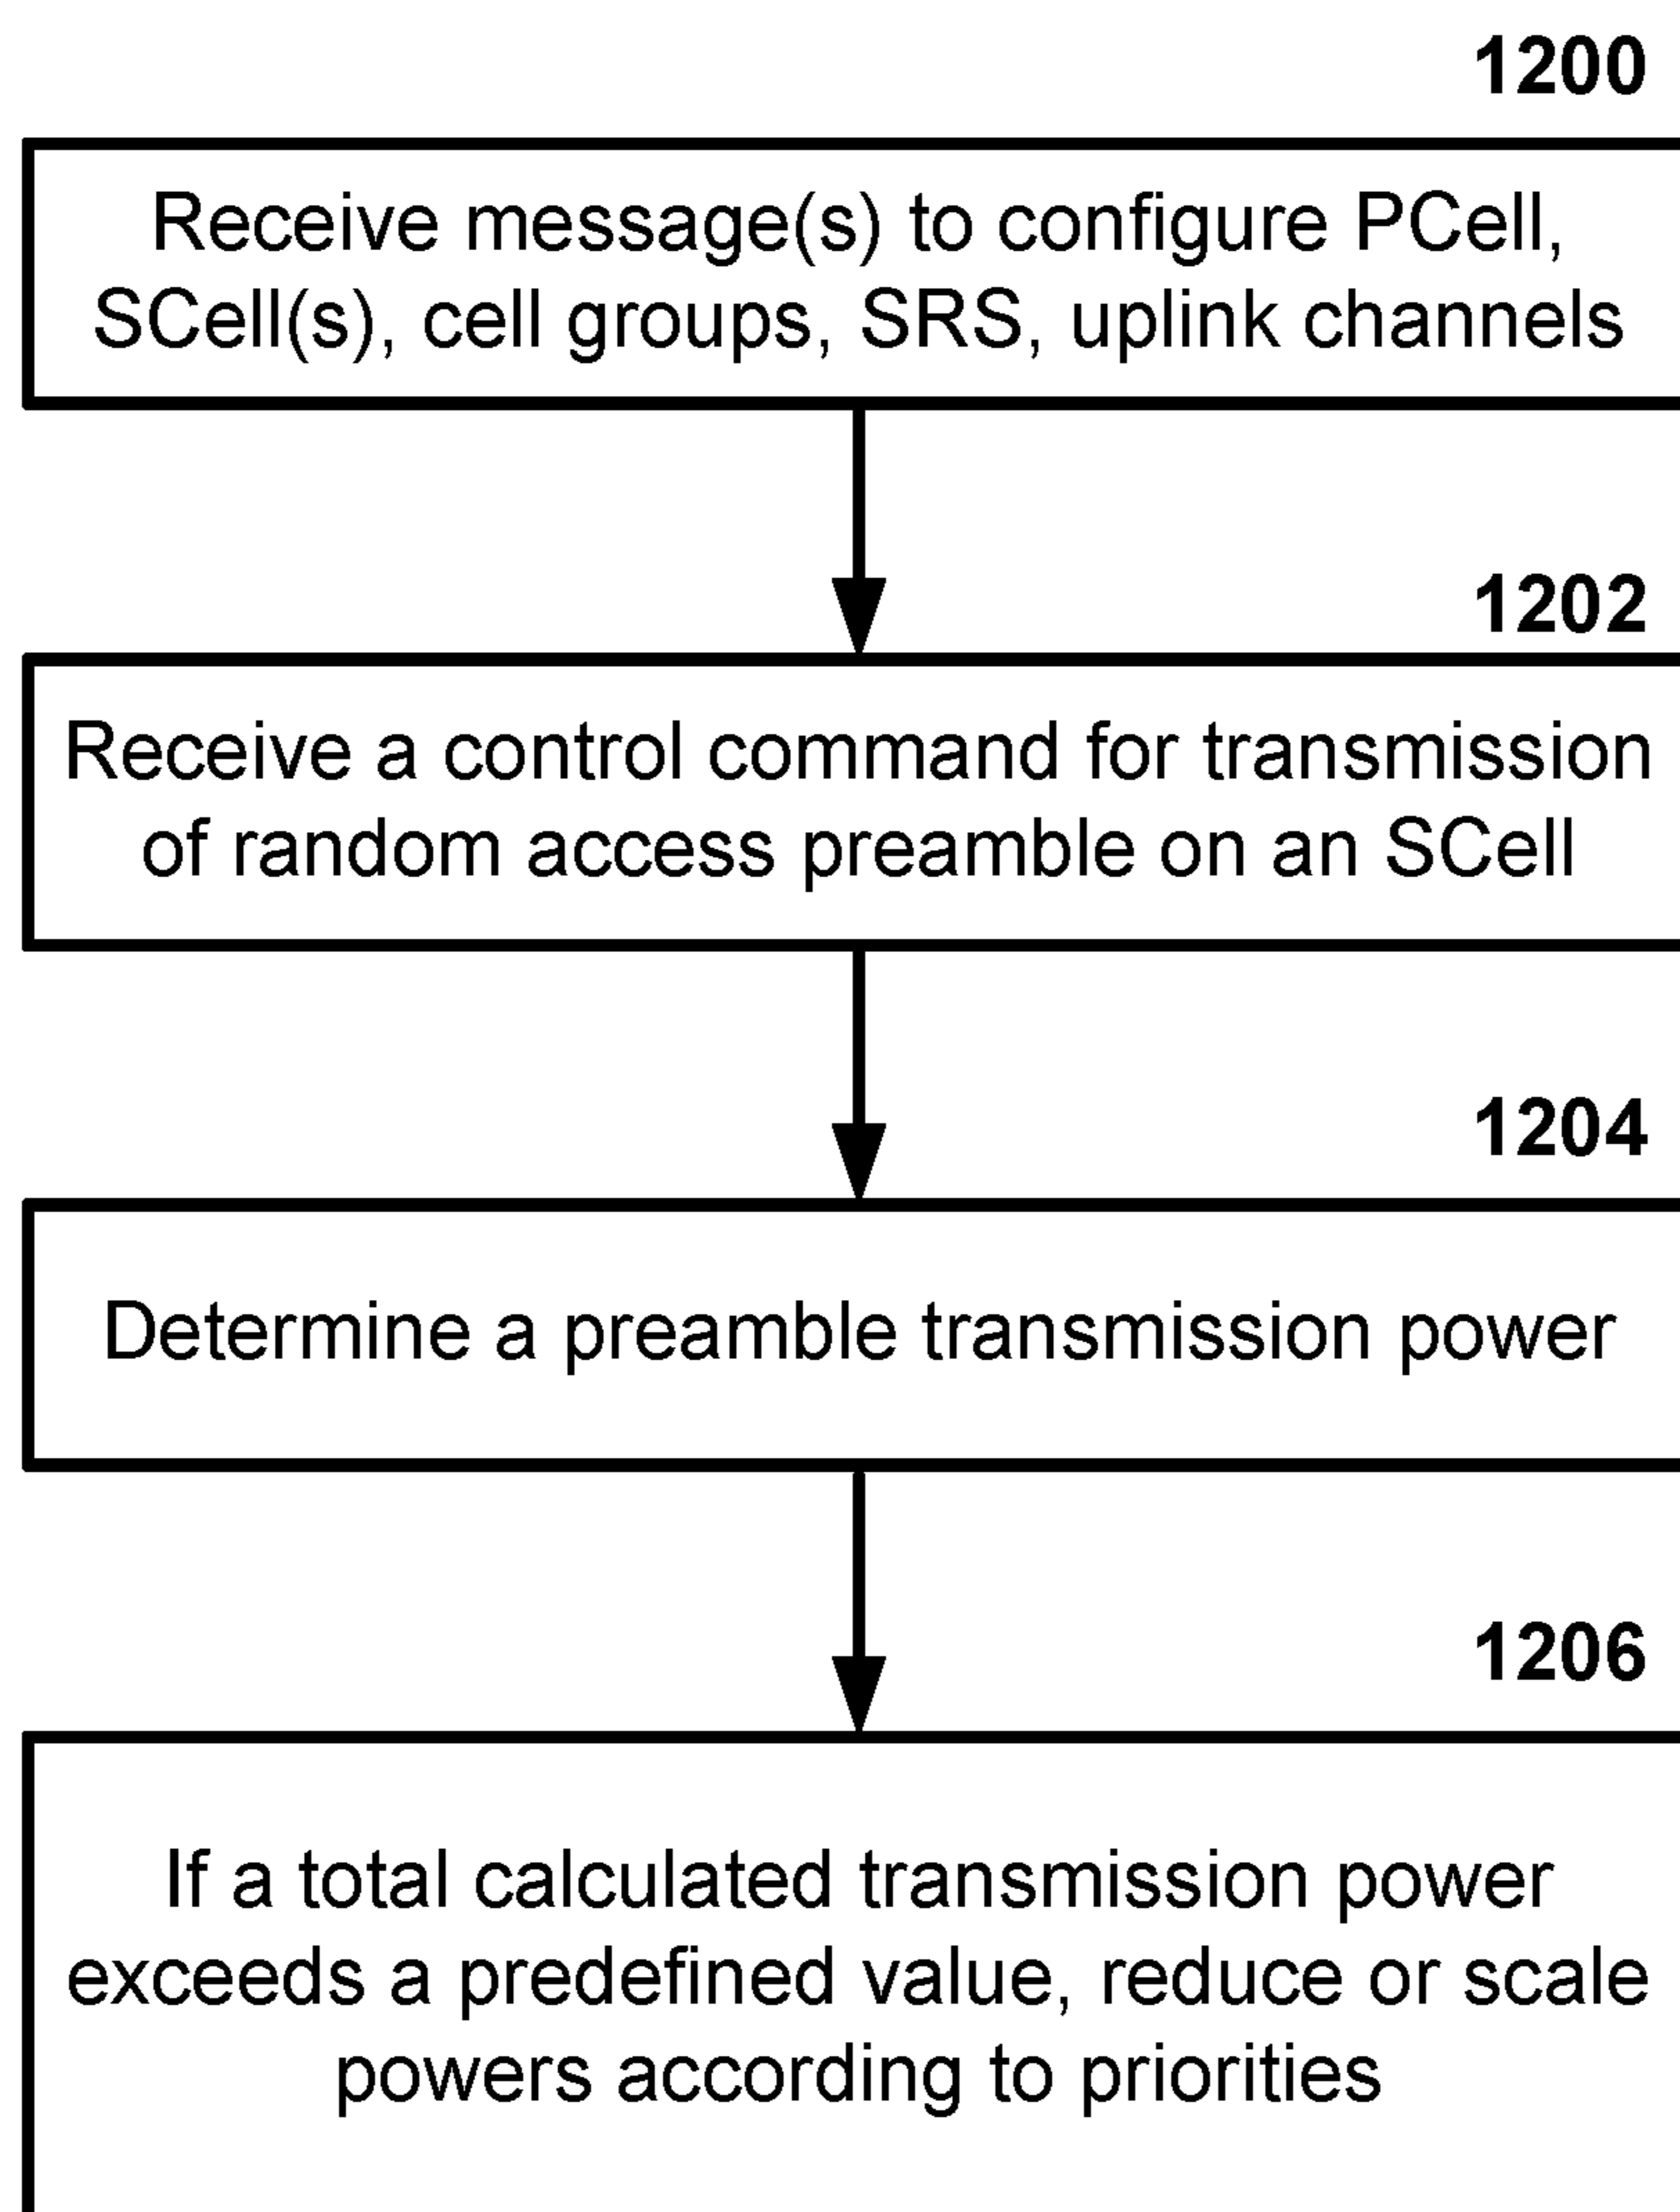 1200
Receive message(s) to configure PCell,
SCell(s), cell groups, SRS, uplink channels
1202
Receive a control command for transmission
of random access preamble on an SCell
1204
Determine a preamble transmission power
1206
If a total calculated transmission power
exceeds a predefined value, reduce or scale
powers according to priorities